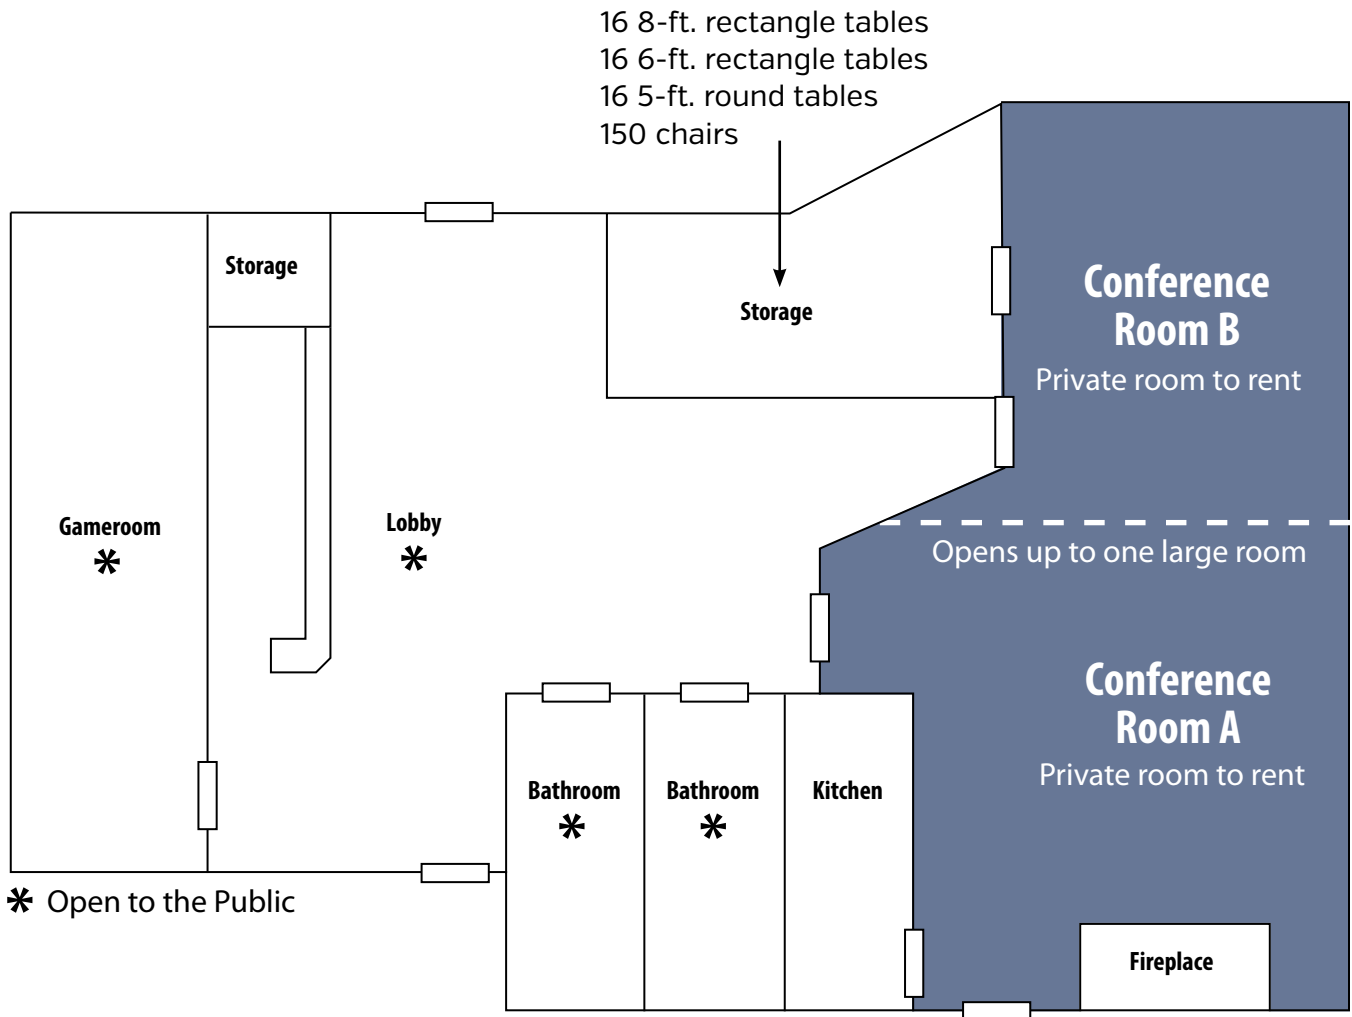 16 8-ft. rectangle tables
16 6-ft. rectangle tables
16 5-ft. round tables
150 chairs
Storage
Storage
Conference
Room B
Private room to rent
Gameroom
*
Lobby
*
Opens up to one large room
Conference
Room A
Private room to rent
Bathroom
*
Bathroom
*
Kitchen
* Open to the Public
Fireplace